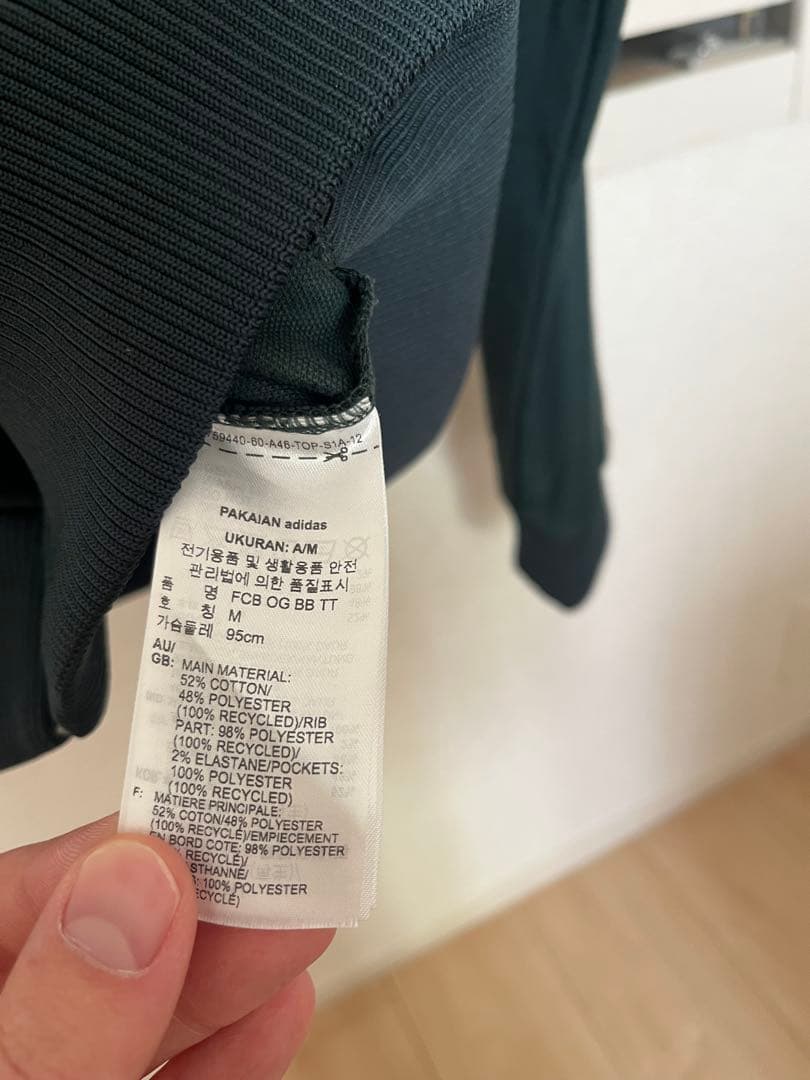 59440-60-A46-TOP-S1A-12
PAKAIAN adidas
UKURAN: A/M
전기용품 및 생활용품 안전
관리법에 의한 품질표시
품 명 FCB OG BB TT
호 칭 M
가슴둘레 95cm
AU/
GB: MAIN MATERIAL:
52% COTTON/
48% POLYESTER
(100% RECYCLED)/RIB
PART: 98% POLYESTER
(100% RECYCLED)/
2% ELASTANE/POCKETS:
100% POLYESTER
(100% RECYCLED)
F: MATIERE PRINCIPALE:
52% COTON/48% POLYESTER
(100% RECYCLÉ)/EMPIECEMENT
EN BORD COTE: 98% POLYESTER
RECYCLÉ)/
100% POLYESTER